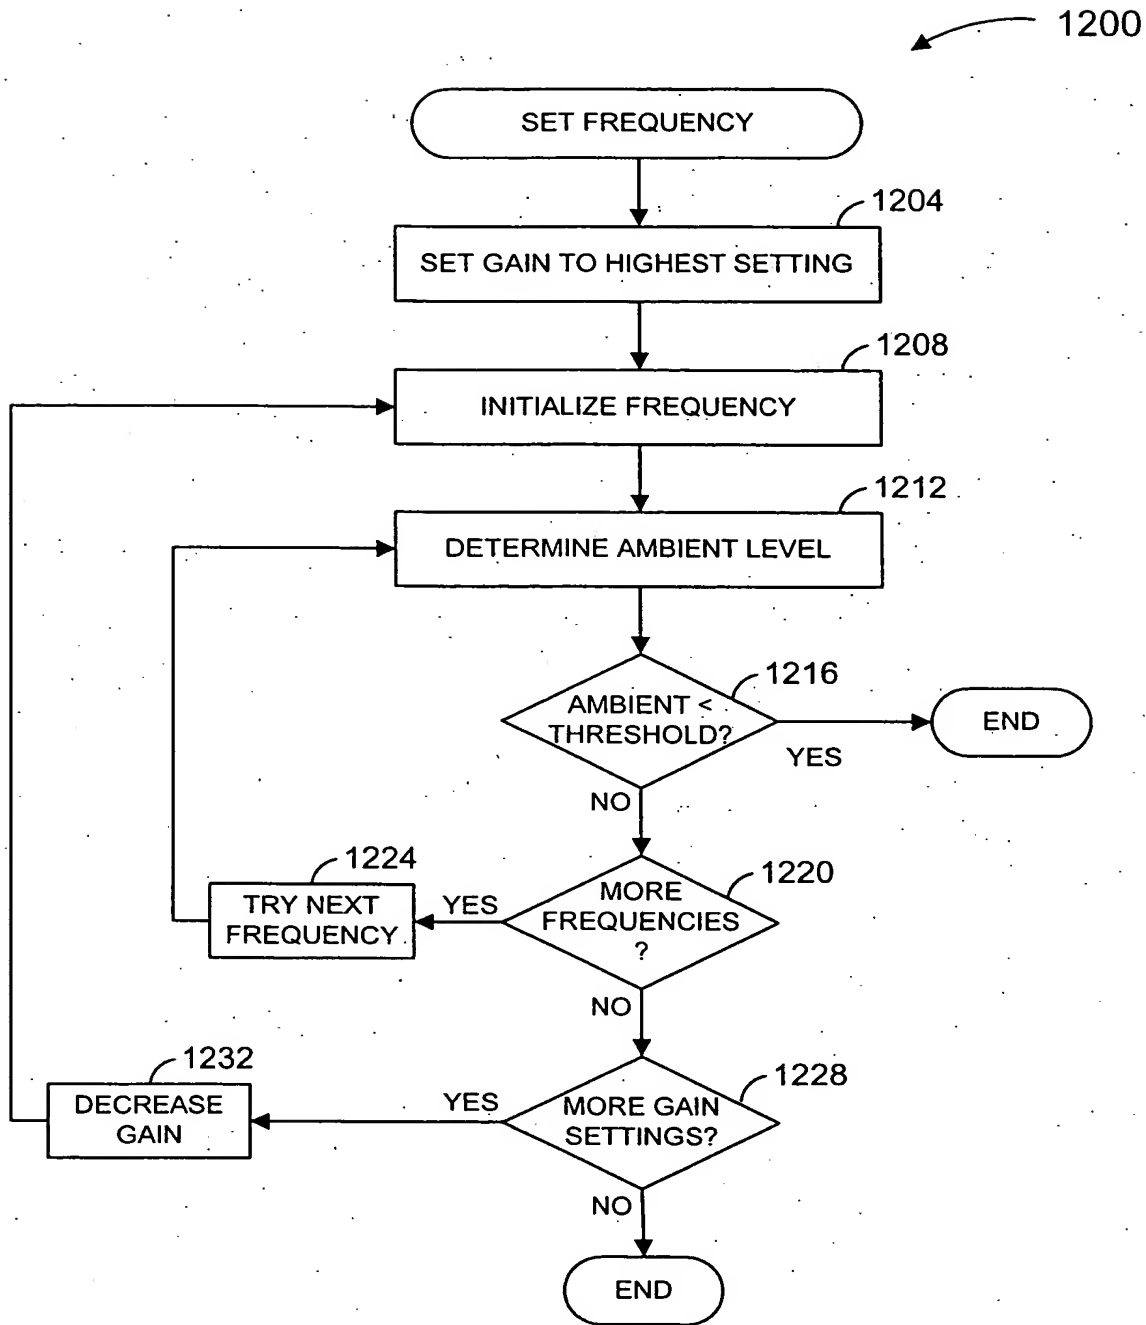 1200
SET FREQUENCY
1204
SET GAIN TO HIGHEST SETTING
1208
INITIALIZE FREQUENCY
1212
DETERMINE AMBIENT LEVEL
1216
AMBIENT <
THRESHOLD?
YES
END
NO
1220
MORE
FREQUENCIES
?
YES
1224
TRY NEXT
FREQUENCY
NO
1228
MORE GAIN
SETTINGS?
YES
1232
DECREASE
GAIN
NO
END